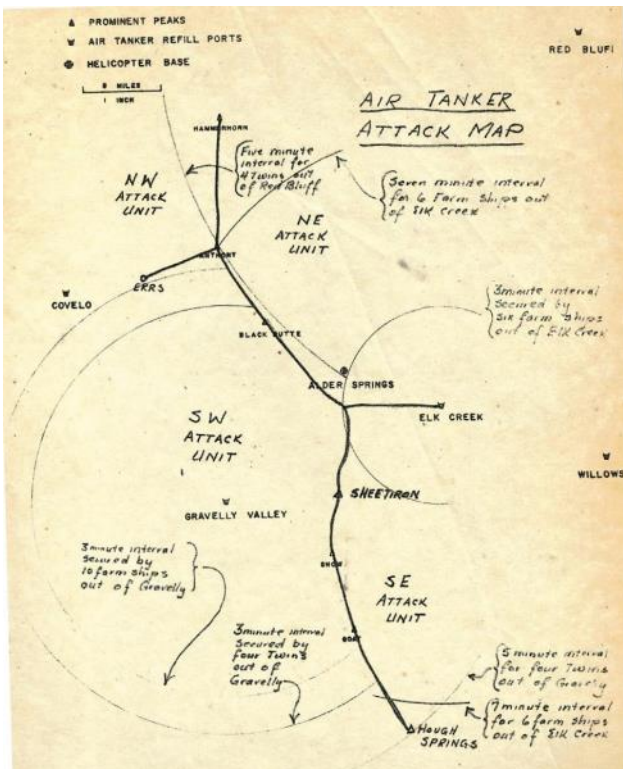 PROMINENT PEAKS
AIR TANKER REFILL PORTS
HELICOPTER BASE
8 MILES
1 INCH
RED BLUFF
AIR TANKER
ATTACK MAP
HAMMERHORN
Five minute
interval for
4 Twins out
of Red Bluff
NW
ATTACK
UNIT
NE
ATTACK
UNIT
Seven minute interval
for 6 Farm Ships out
of Elk Creek
ANTHONY
ERRS
COVELO
3 minute interval
secured by
six farm ships
out of Elk Creek
BLACK BUTTE
ALDER SPRINGS
ELK CREEK
SW
ATTACK
UNIT
WILLOWS
SHEETIRON
GRAVELLY VALLEY
3 minute interval
secured by
10 farm ships
out of Gravelly
SNOW
SE
ATTACK
UNIT
3 minute interval
secured by
four Twins
out of
Gravelly
GOAT
5 minute interval
for four Twins
out of Gravelly
7 minute interval
for 6 farm ships
out of Elk Creek
HOUGH
SPRINGS